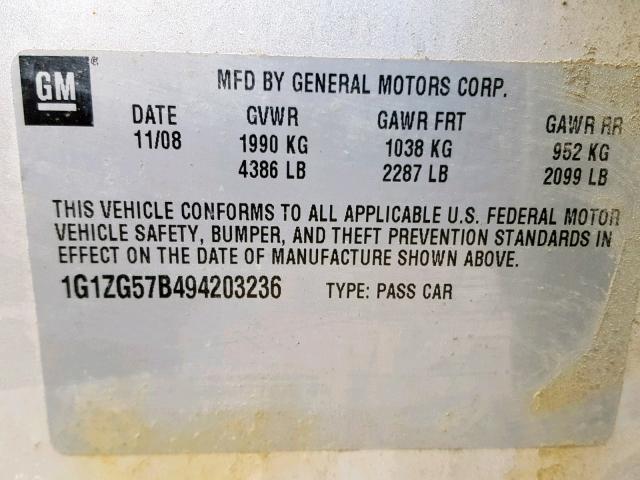 GM ®
MFD BY GENERAL MOTORS CORP.
DATE GVWR GAWR FRT GAWR RR
11/08 1990 KG 1038 KG 952 KG
4386 LB 2287 LB 2099 LB
THIS VEHICLE CONFORMS TO ALL APPLICABLE U.S. FEDERAL MOTOR
VEHICLE SAFETY, BUMPER, AND THEFT PREVENTION STANDARDS IN
EFFECT ON THE DATE OF MANUFACTURE SHOWN ABOVE.
1G1ZG57B494203236 TYPE: PASS CAR